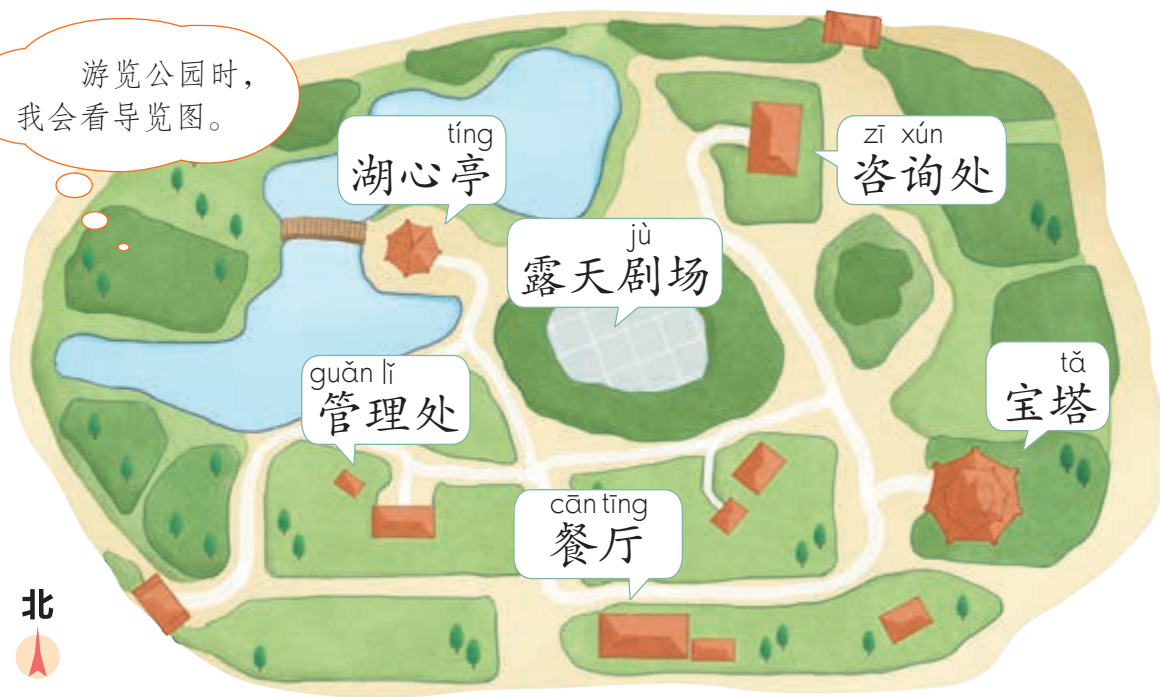 游览公园时，
我会看导览图。
tíng
湖心亭
zī xún
咨询处
jù
露天剧场
guǎn lǐ
管理处
tǎ
宝塔
cān tīng
餐厅
北